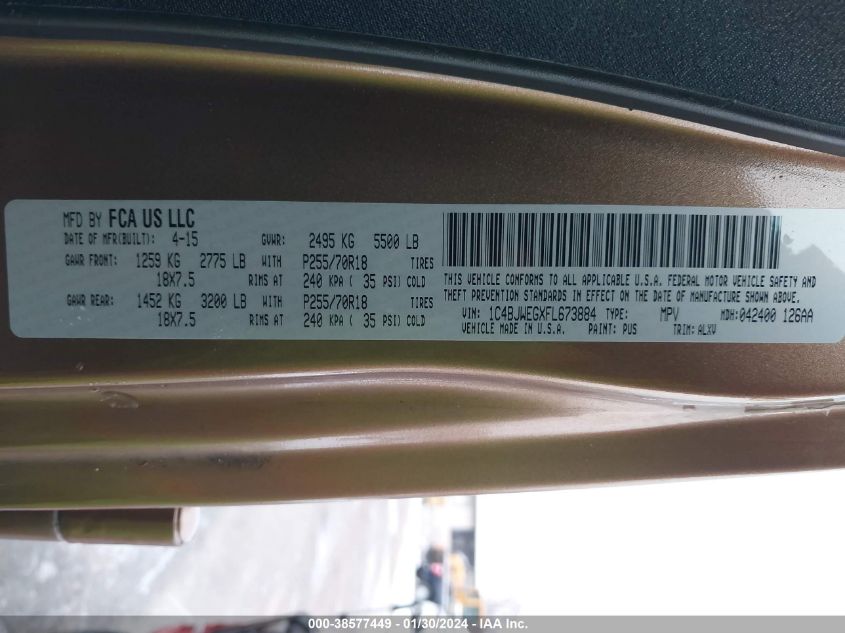 MFD BY FCA US LLC
DATE OF MFR(BUILT): 4-15 GVWR: 2495 KG 5500 LB
GAWR FRONT: 1259 KG 2775 LB WITH P255/70R18 TIRES
18X7.5 RIMS AT 240 KPA ( 35 PSI) COLD
GAWR REAR: 1452 KG 3200 LB WITH P255/70R18 TIRES
18X7.5 RIMS AT 240 KPA ( 35 PSI) COLD
THIS VEHICLE CONFORMS TO ALL APPLICABLE U.S.A. FEDERAL MOTOR VEHICLE SAFETY AND
THEFT PREVENTION STANDARDS IN EFFECT ON THE DATE OF MANUFACTURE SHOWN ABOVE.
VIN: 1C4BJWEGXFL673884 TYPE: MPV MDH:042400 126AA
VEHICLE MADE IN U.S.A. PAINT: PUS TRIM: ALXV
000-38577449 - 01/30/2024 - IAA Inc.